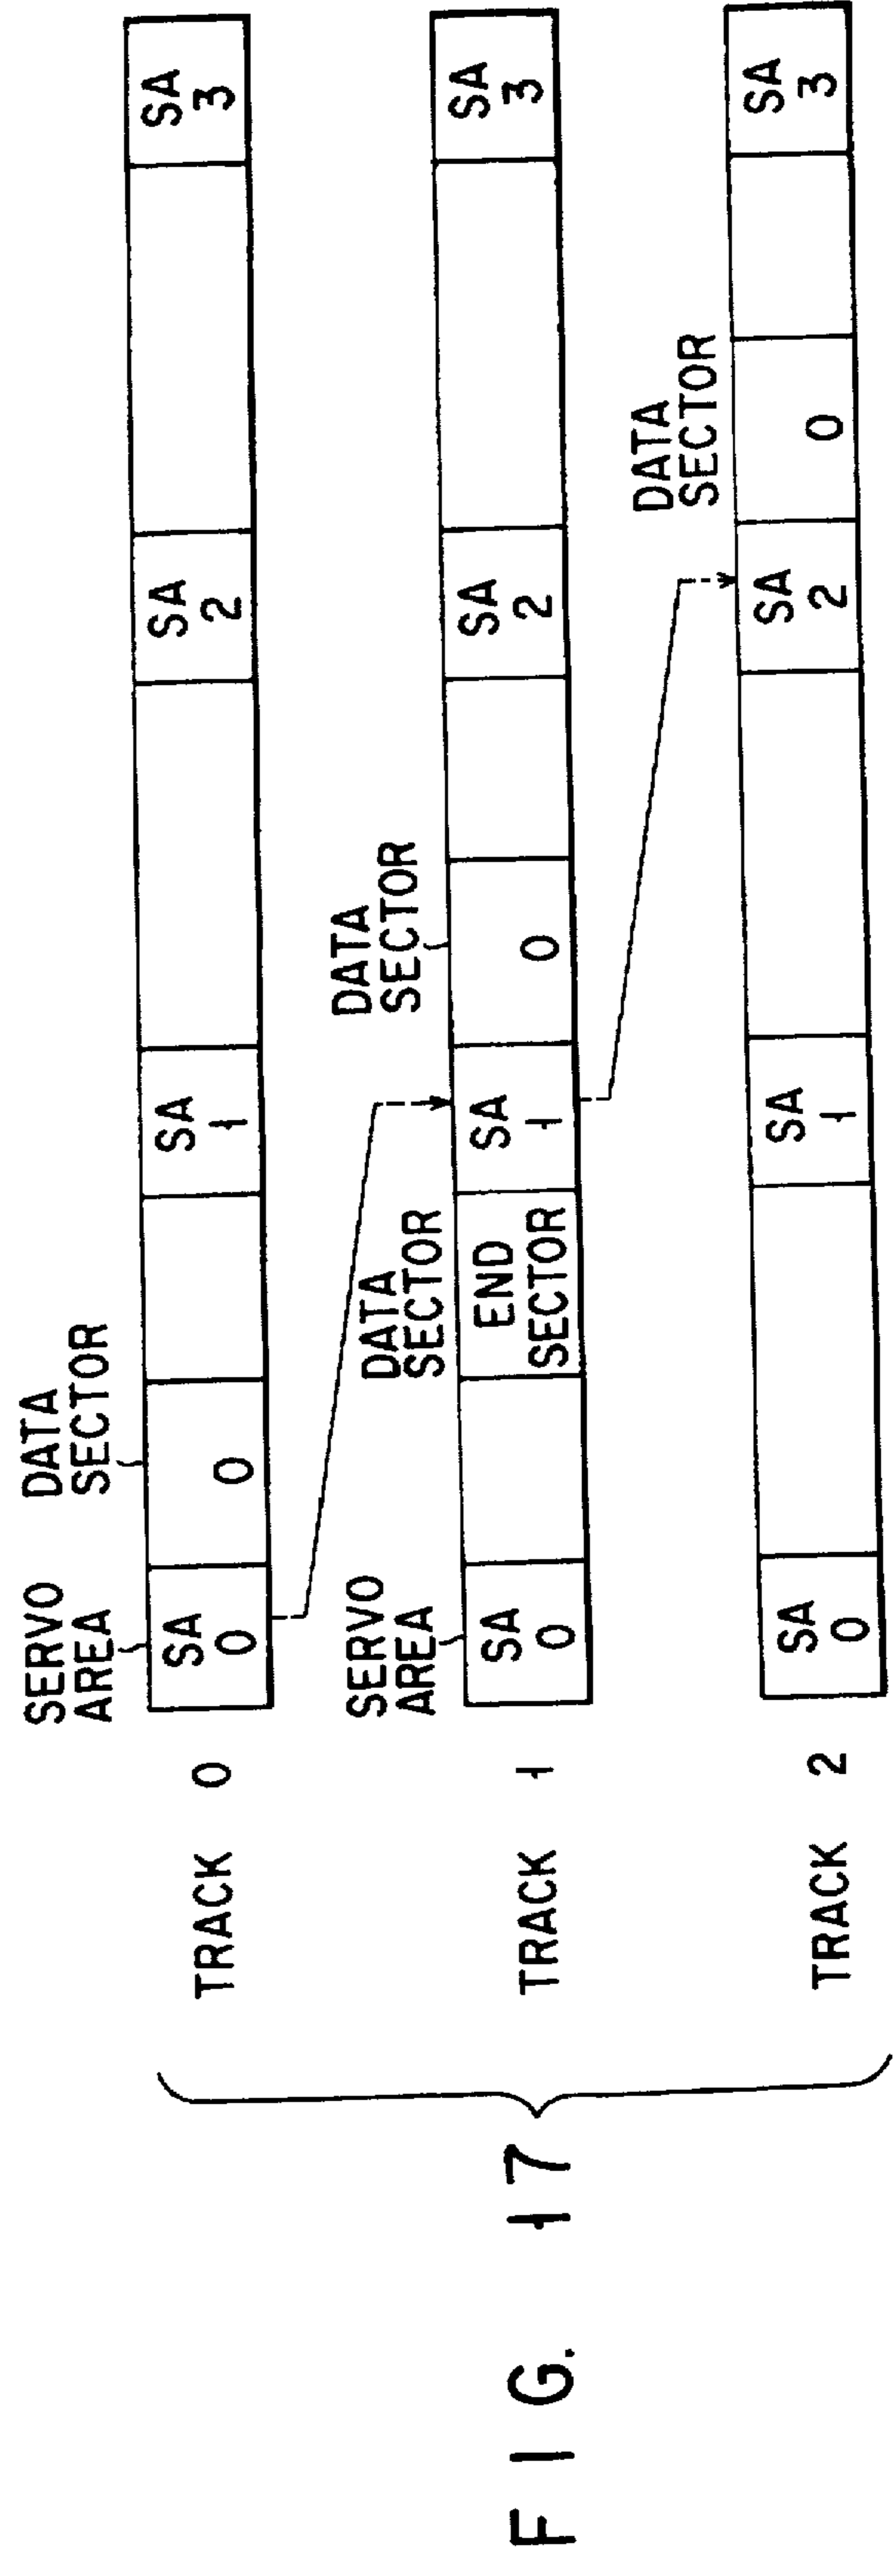 SERVO
AREA
DATA
SECTOR
TRACK 0
SA
0
0
SA
1
SA
2
SA
3
SERVO
AREA
DATA
SECTOR
DATA
SECTOR
TRACK 1
SA
0
END
SECTOR
SA
1
0
SA
2
SA
3
DATA
SECTOR
TRACK 2
SA
0
SA
1
SA
2
0
SA
3
FIG. 17